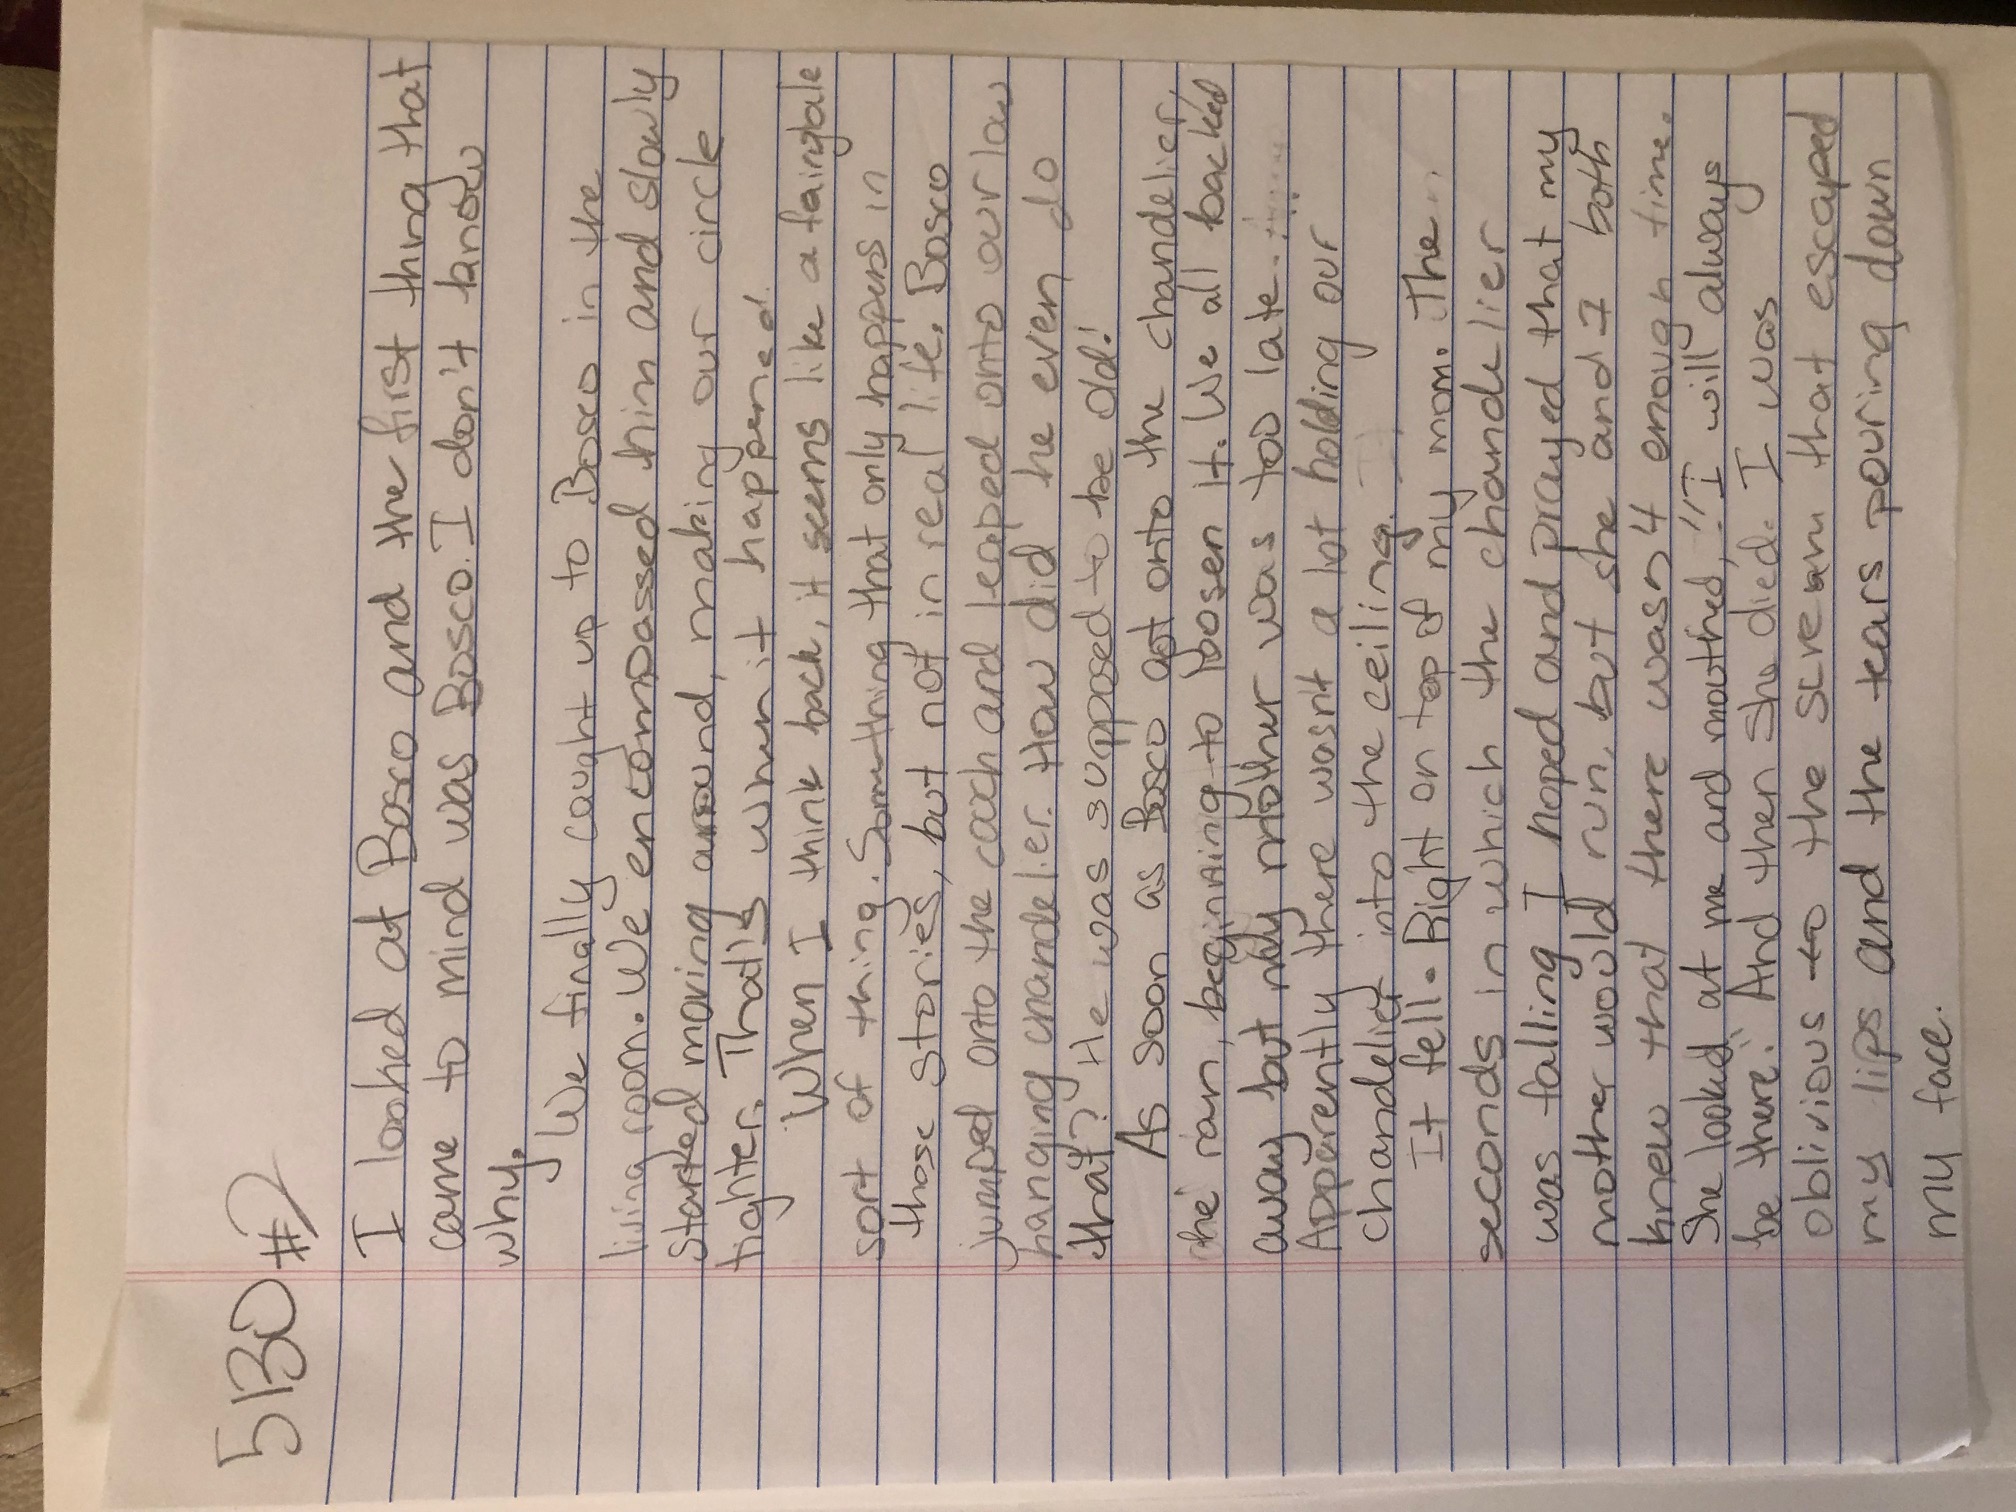 5130 #2
I looked at Bosco and the first thing that
came to mind was Bosco. I don't know
why.
We finally caught up to Bosco in the
living room. We encompassed him and slowly
started moving around, making our circle
tighter. That's when it happened.
When I think back, it seems like a fairytale
sort of thing. Something that only happens in
those stories, but not in real life. Bosco
jumped onto the couch and leaped onto our low
hanging chandelier. How did he even do
that? He was supposed to be old!
As soon as Bosco got onto the chandelier,
he ran, beginning to loosen it. We all backed
away but my mother was too late.
Apparently there wasn't a lot holding our
chandelier into the ceiling.
It fell. Right on top of my mom. The
seconds in which the chandelier
was falling I hoped and prayed that my
mother would run, but she and I both
knew that there wasn't enough time.
She looked at me and mouthed, "I will always
be there." And then she died. I was
oblivious to the scream that escaped
my lips and the tears pouring down
my face.